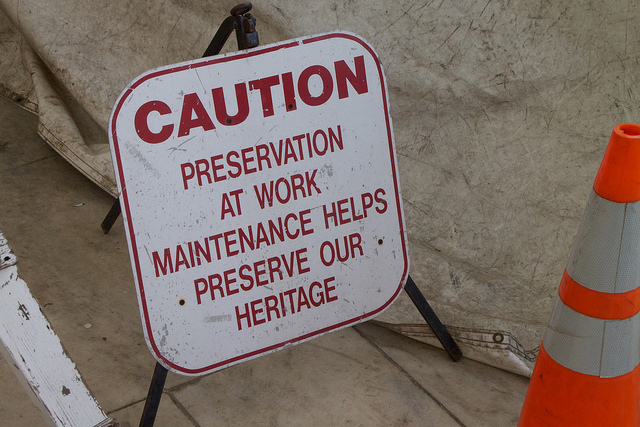 CAUTION
PRESERVATION
AT WORK
MAINTENANCE HELPS
PRESERVE OUR
HERITAGE